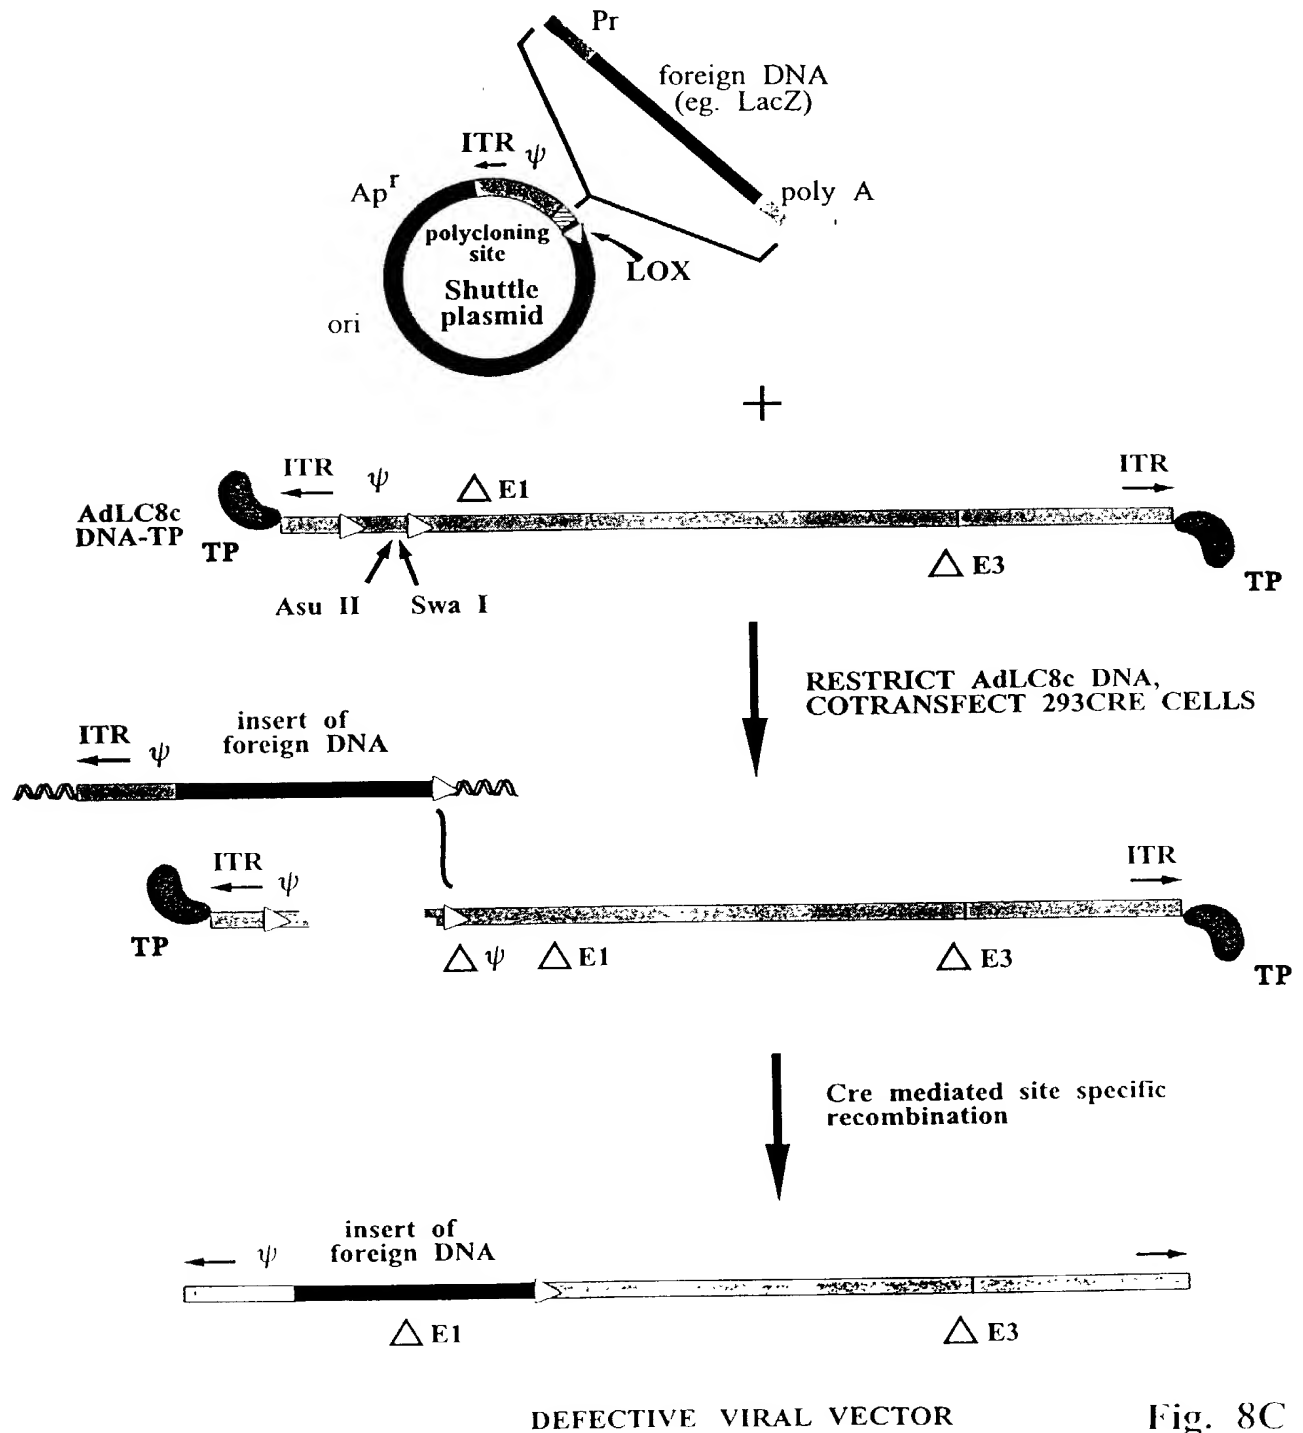 Pr
foreign DNA
(eg. LacZ)
ITR ψ
Apr
poly A
polycloning
site
LOX
Shuttle
plasmid
ori
+
ITR ψ
△ E1
ITR
AdLC8c
DNA-TP
TP
△ E3
TP
Asu II Swa I
RESTRICT AdLC8c DNA,
COTRANSFECT 293CRE CELLS
insert of
foreign DNA
ITR ψ
ITR ψ
ITR
TP
△ ψ △ E1 △ E3
TP
Cre mediated site specific
recombination
insert of
foreign DNA
ψ
△ E1 △ E3
DEFECTIVE VIRAL VECTOR
Fig. 8C